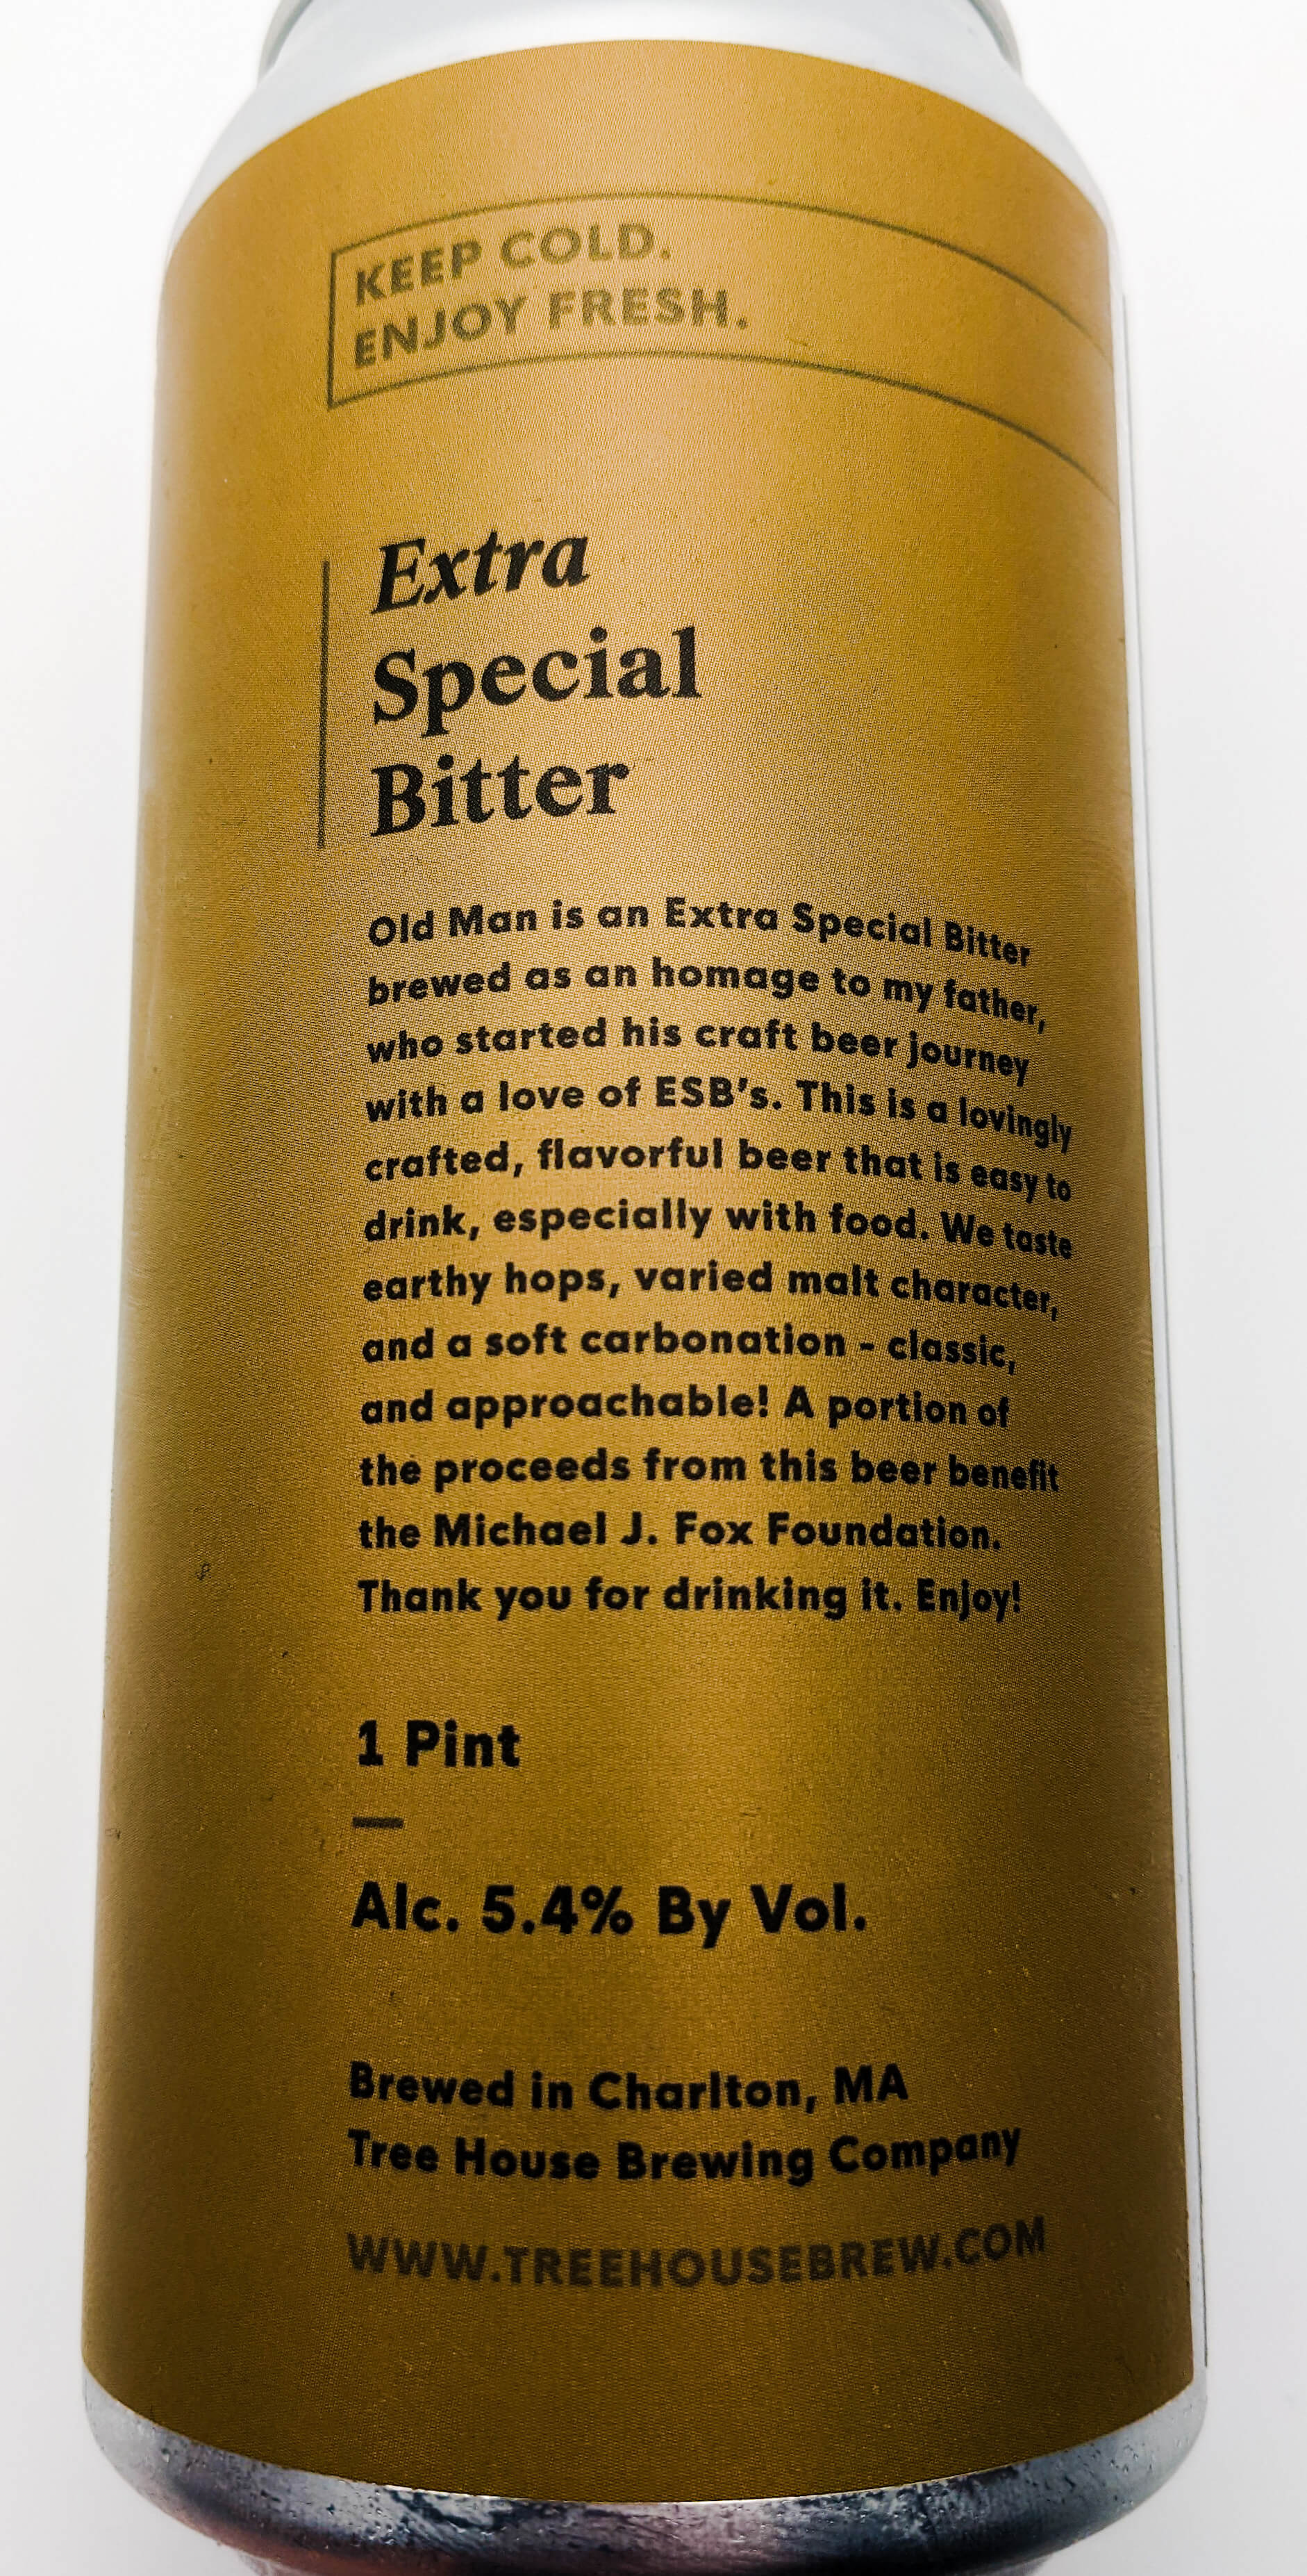 KEEP COLD.
ENJOY FRESH.
Extra
Special
Bitter
Old Man is an Extra Special Bitter
brewed as an homage to my father,
who started his craft beer journey
with a love of ESB's. This is a lovingly
crafted, flavorful beer that is easy to
drink, especially with food. We taste
earthy hops, varied malt character,
and a soft carbonation - classic,
and approachable! A portion of
the proceeds from this beer benefit
the Michael J. Fox Foundation.
Thank you for drinking it. Enjoy!
1 Pint
Alc. 5.4% By Vol.
Brewed in Charlton, MA
Tree House Brewing Company
WWW.TREEHOUSEBREW.COM